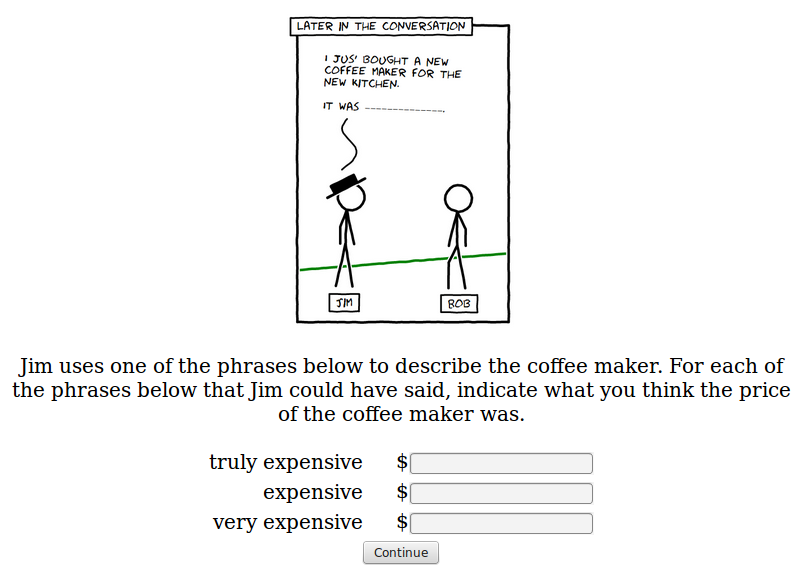 LATER IN THE CONVERSATION
I JUS' BOUGHT A NEW
COFFEE MAKER FOR THE
NEW KITCHEN.
IT WAS ________________.
JIM
BOB
Jim uses one of the phrases below to describe the coffee maker. For each of
the phrases below that Jim could have said, indicate what you think the price
of the coffee maker was.
truly expensive $
expensive $
very expensive $
Continue